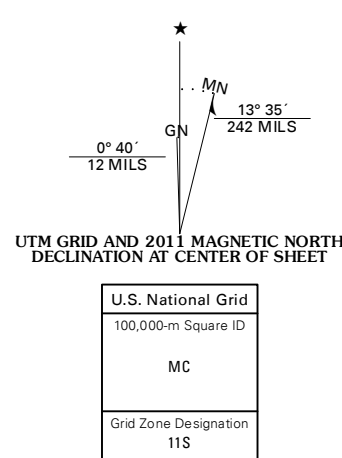 ★
MN
GN
13° 35´
242 MILS
0° 40´
12 MILS
UTM GRID AND 2011 MAGNETIC NORTH
DECLINATION AT CENTER OF SHEET
U.S. National Grid
100,000-m Square ID
MC
Grid Zone Designation
11S